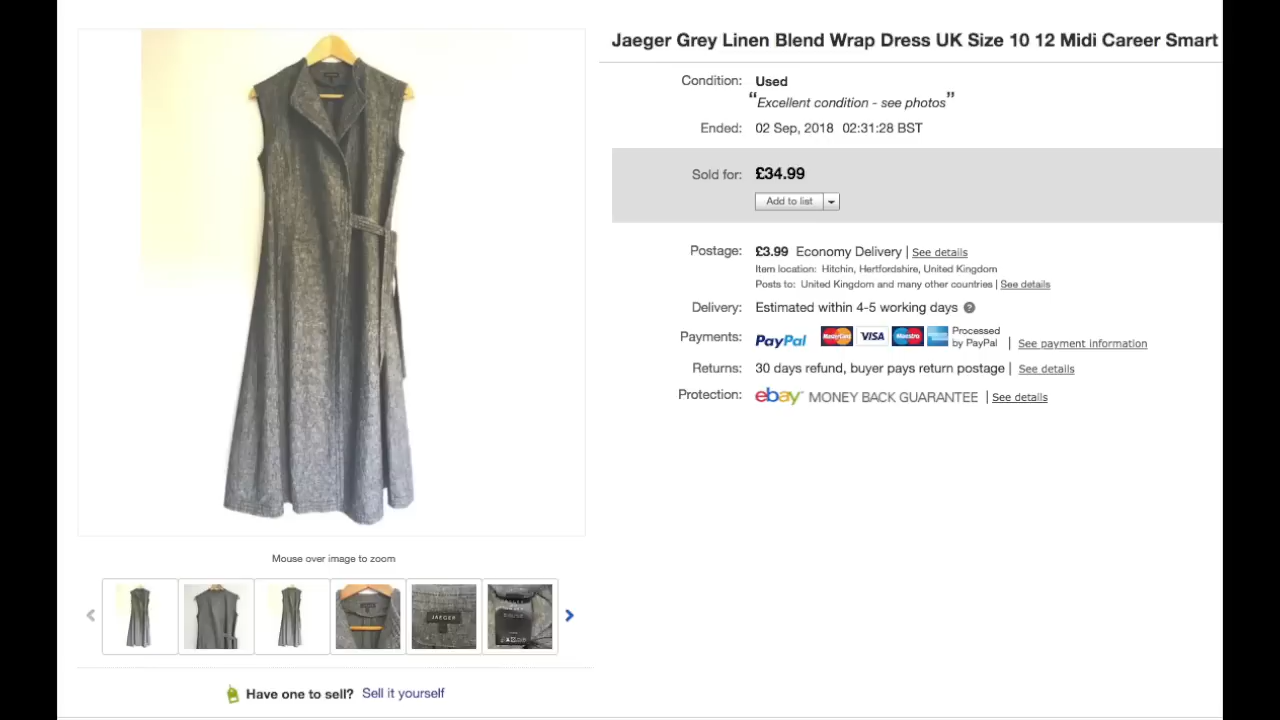 Jaeger Grey Linen Blend Wrap Dress UK Size 10 12 Midi Career Smart
Condition: Used
“Excellent condition - see photos”
Ended: 02 Sep, 2018 02:31:28 BST
Sold for: £34.99
Add to list
Postage: £3.99 Economy Delivery | See details
Item location: Hitchin, Hertfordshire, United Kingdom
Posts to: United Kingdom and many other countries | See details
Delivery: Estimated within 4-5 working days ?
Payments: PayPal MasterCard VISA Maestro Processed
by PayPal | See payment information
Returns: 30 days refund, buyer pays return postage | See details
Protection: ebay MONEY BACK GUARANTEE | See details
Mouse over image to zoom
JAEGER
Have one to sell? Sell it yourself